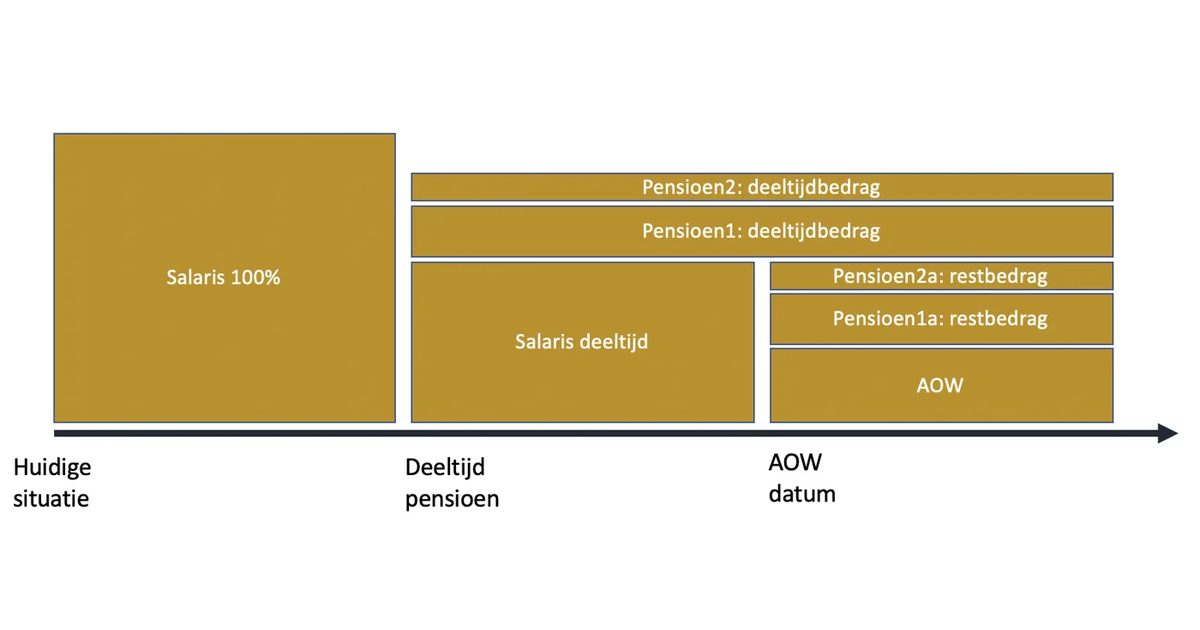 Pensioen2: deeltijdbedrag
Pensioen1: deeltijdbedrag
Salaris 100%
Salaris deeltijd
Pensioen2a: restbedrag
Pensioen1a: restbedrag
AOW
Huidige
situatie
Deeltijd
pensioen
AOW
datum